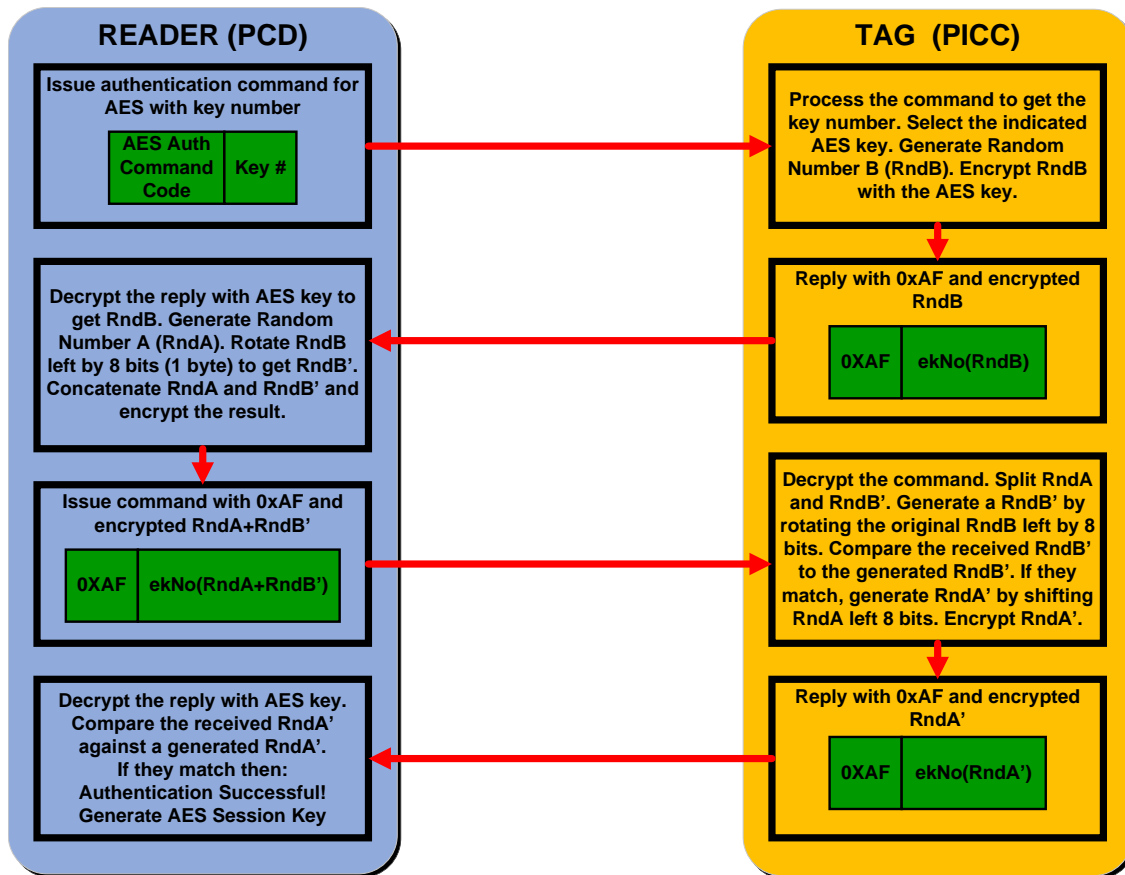 READER (PCD)
Issue authentication command for
AES with key number
AES Auth
Command
Code
Key #
Decrypt the reply with AES key to
get RndB. Generate Random
Number A (RndA). Rotate RndB
left by 8 bits (1 byte) to get RndB’.
Concatenate RndA and RndB’ and
encrypt the result.
Issue command with 0xAF and
encrypted RndA+RndB’
0XAF
ekNo(RndA+RndB’)
Decrypt the reply with AES key.
Compare the received RndA’
against a generated RndA’.
If they match then:
Authentication Successful!
Generate AES Session Key
TAG (PICC)
Process the command to get the
key number. Select the indicated
AES key. Generate Random
Number B (RndB). Encrypt RndB
with the AES key.
Reply with 0xAF and encrypted
RndB
0XAF
ekNo(RndB)
Decrypt the command. Split RndA
and RndB’. Generate a RndB’ by
rotating the original RndB left by 8
bits. Compare the received RndB’
to the generated RndB’. If they
match, generate RndA’ by shifting
RndA left 8 bits. Encrypt RndA’.
Reply with 0xAF and encrypted
RndA’
0XAF
ekNo(RndA’)